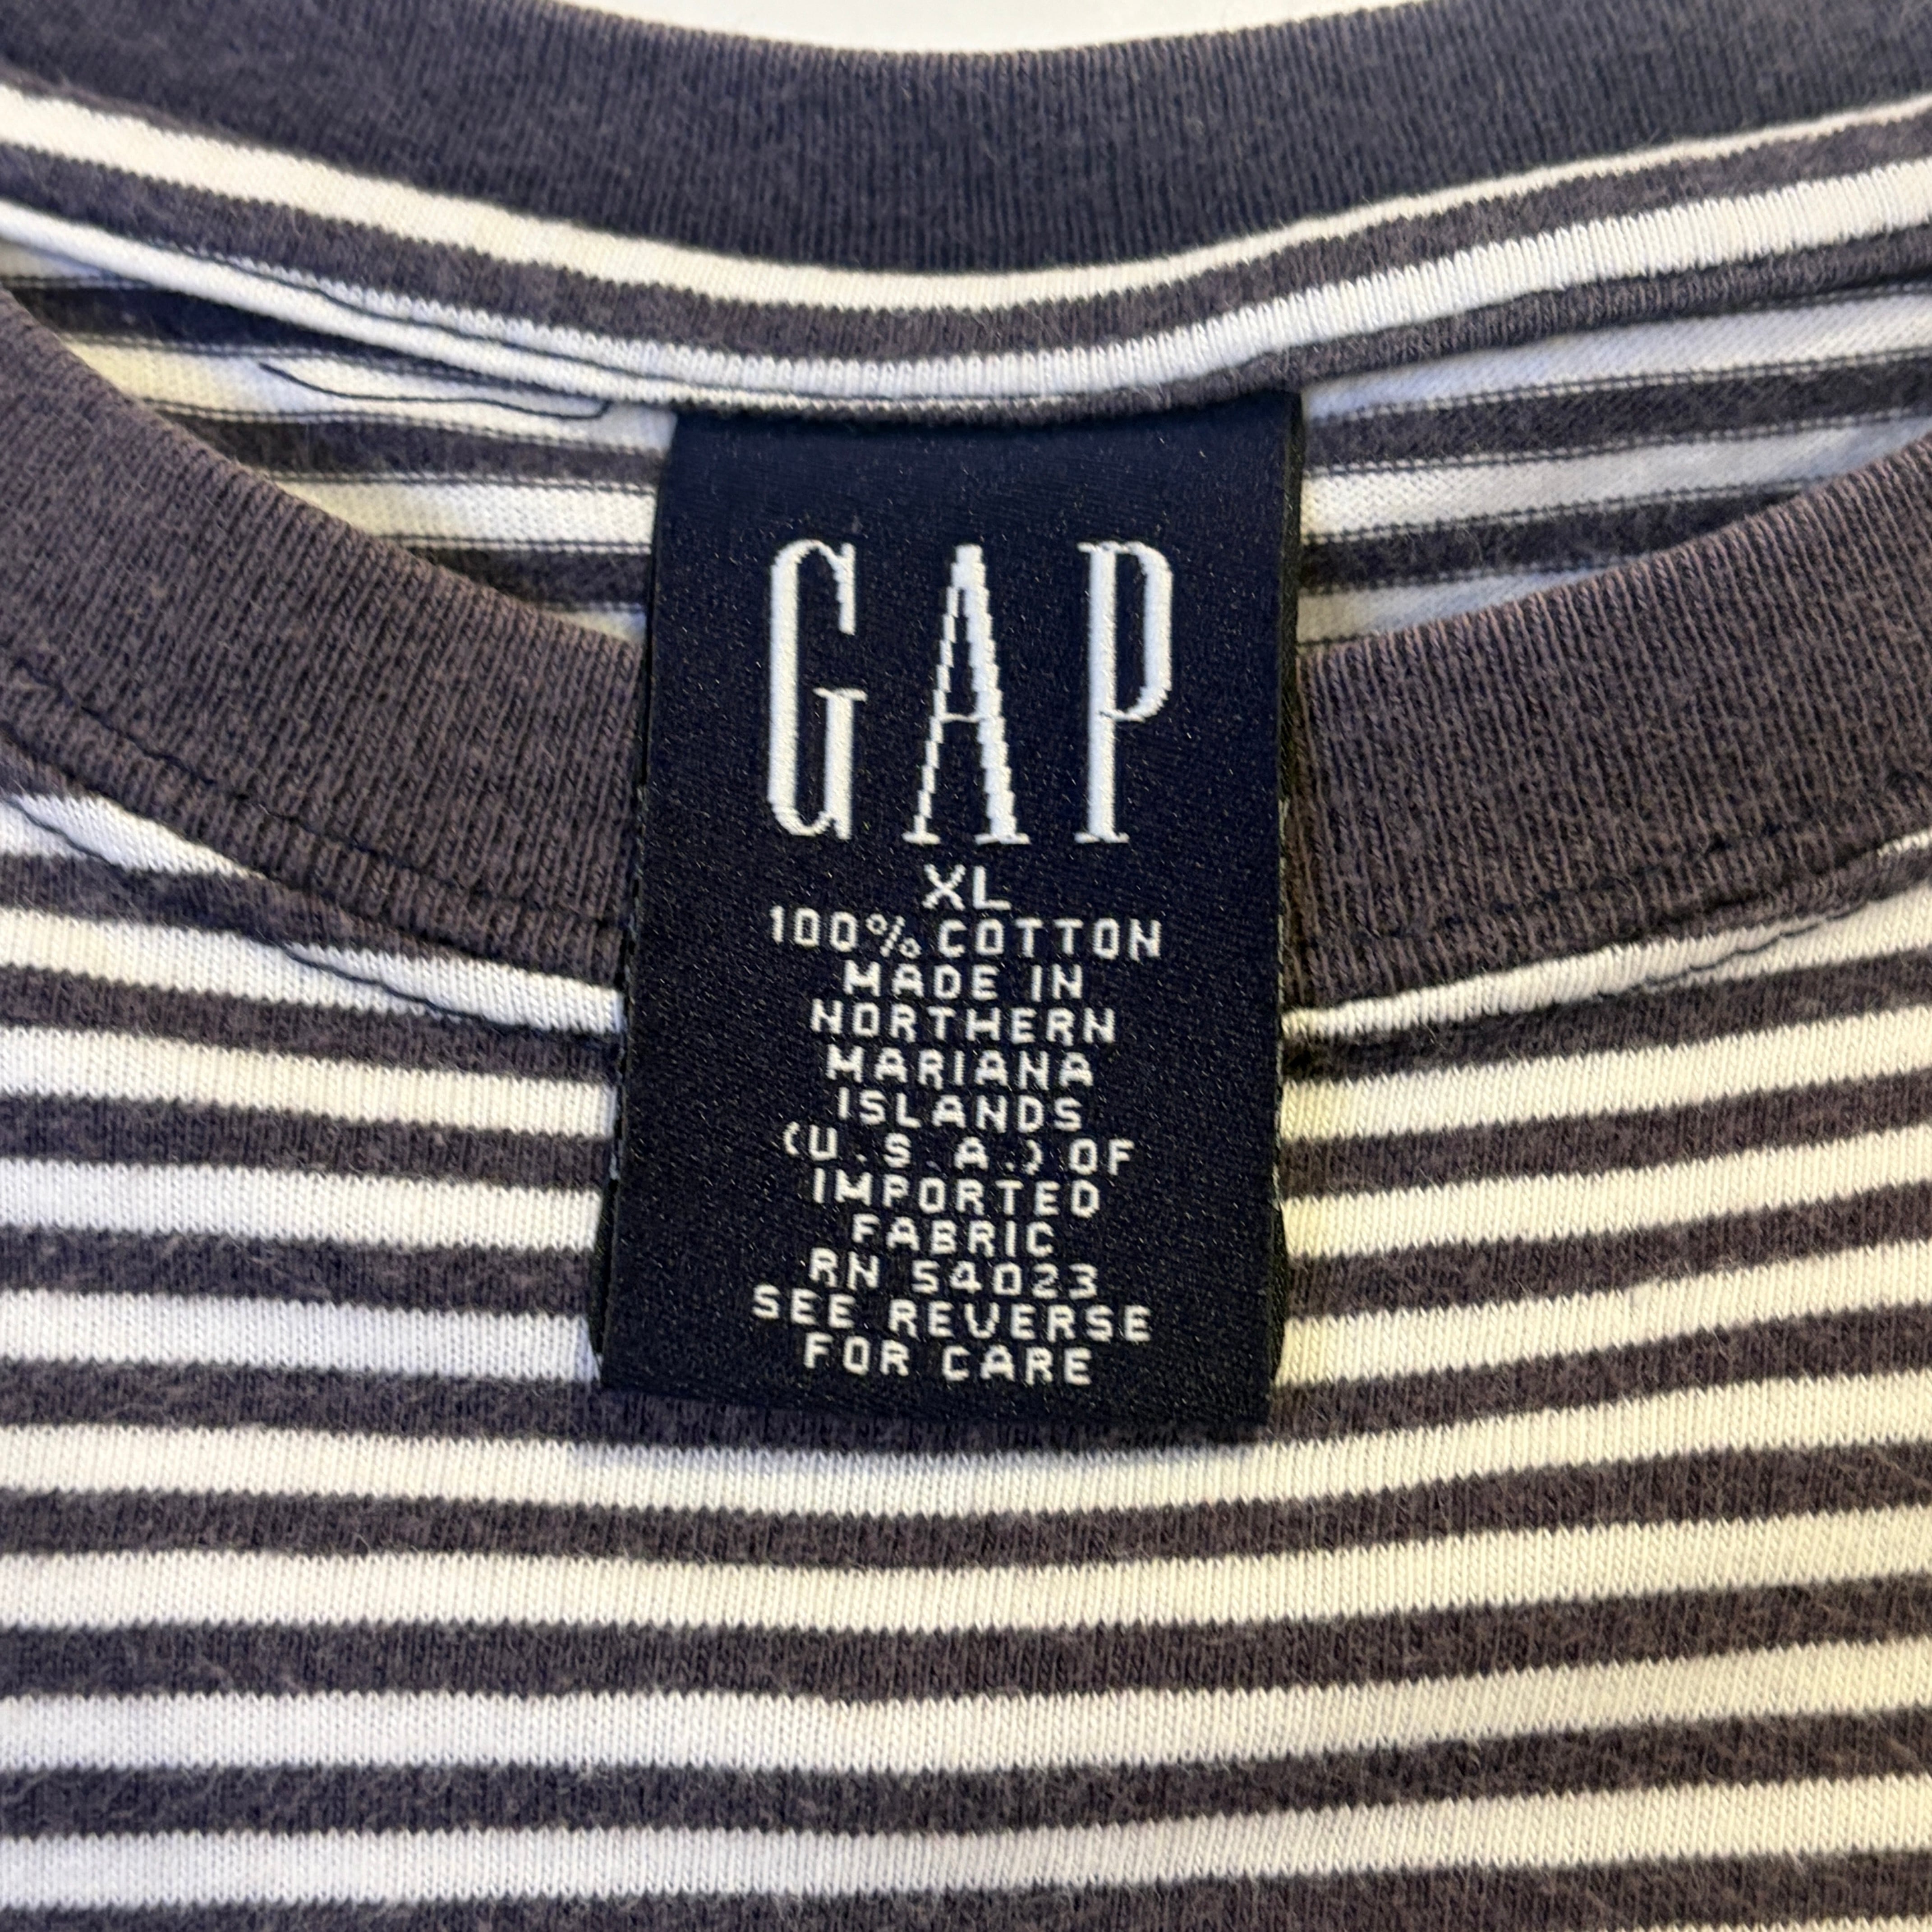 GAP
XL
100% COTTON
MADE IN
NORTHERN
MARIANA
ISLANDS
(U.S.A.) OF
IMPORTED
FABRIC
RN 54023
SEE REVERSE
FOR CARE